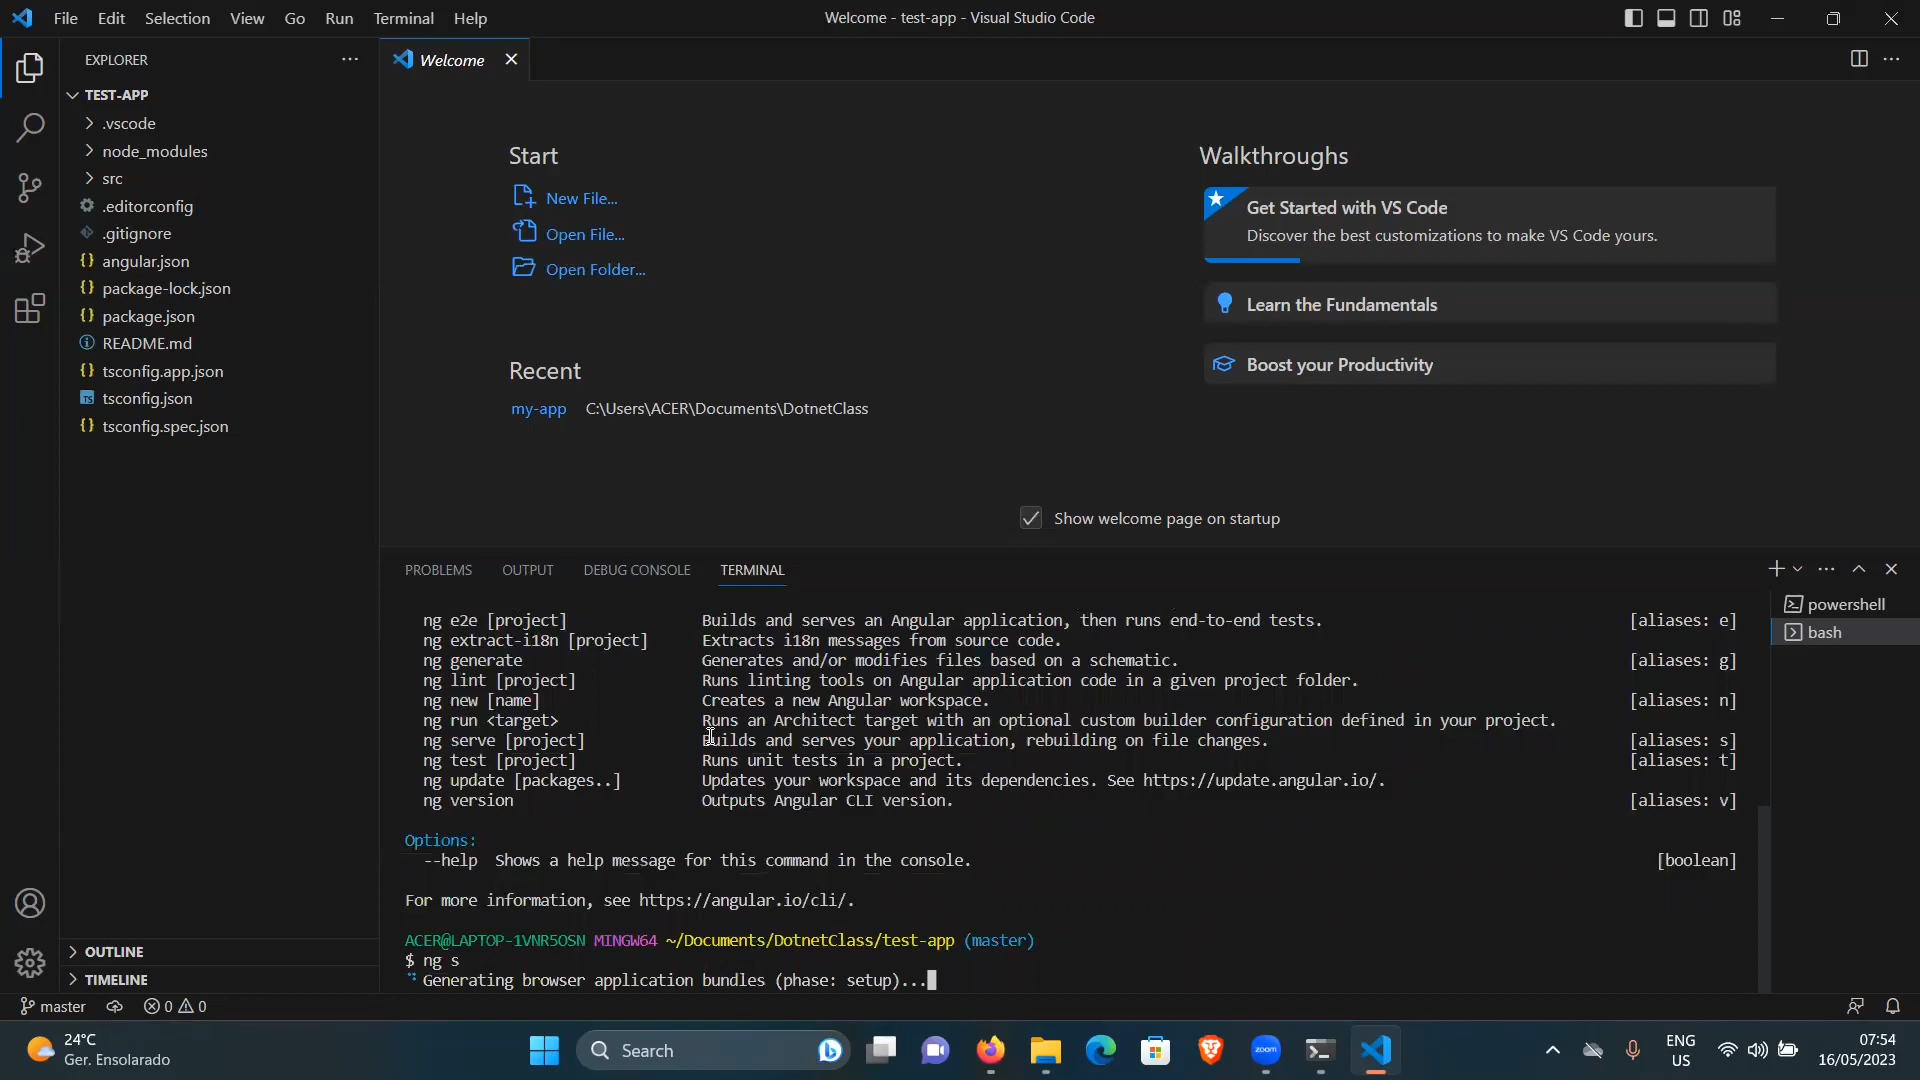 File Edit Selection View Go Run Terminal Help
Welcome - test-app - Visual Studio Code
EXPLORER
TEST-APP
.vscode
node_modules
src
.editorconfig
.gitignore
angular.json
package-lock.json
package.json
README.md
tsconfig.app.json
tsconfig.json
tsconfig.spec.json
OUTLINE
TIMELINE
Welcome
Start
New File...
Open File...
Open Folder...
Recent
my-app C:\Users\ACER\Documents\DotnetClass
Walkthroughs
Get Started with VS Code
Discover the best customizations to make VS Code yours.
Learn the Fundamentals
Boost your Productivity
Show welcome page on startup
PROBLEMS OUTPUT DEBUG CONSOLE TERMINAL
ng e2e [project] Builds and serves an Angular application, then runs end-to-end tests. [aliases: e]
ng extract-i18n [project] Extracts i18n messages from source code.
ng generate Generates and/or modifies files based on a schematic. [aliases: g]
ng lint [project] Runs linting tools on Angular application code in a given project folder.
ng new [name] Creates a new Angular workspace. [aliases: n]
ng run <target> Runs an Architect target with an optional custom builder configuration defined in your project.
ng serve [project] Builds and serves your application, rebuilding on file changes. [aliases: s]
ng test [project] Runs unit tests in a project. [aliases: t]
ng update [packages..] Updates your workspace and its dependencies. See https://update.angular.io/.
ng version Outputs Angular CLI version. [aliases: v]
Options:
--help Shows a help message for this command in the console. [boolean]
For more information, see https://angular.io/cli/.
ACER@LAPTOP-1VNR5OSN MINGW64 ~/Documents/DotnetClass/test-app (master)
$ ng s
Generating browser application bundles (phase: setup)...
powershell
bash
master 0 0
24°C
Ger. Ensolarado
Search
zoom
ENG
US
07:54
16/05/2023